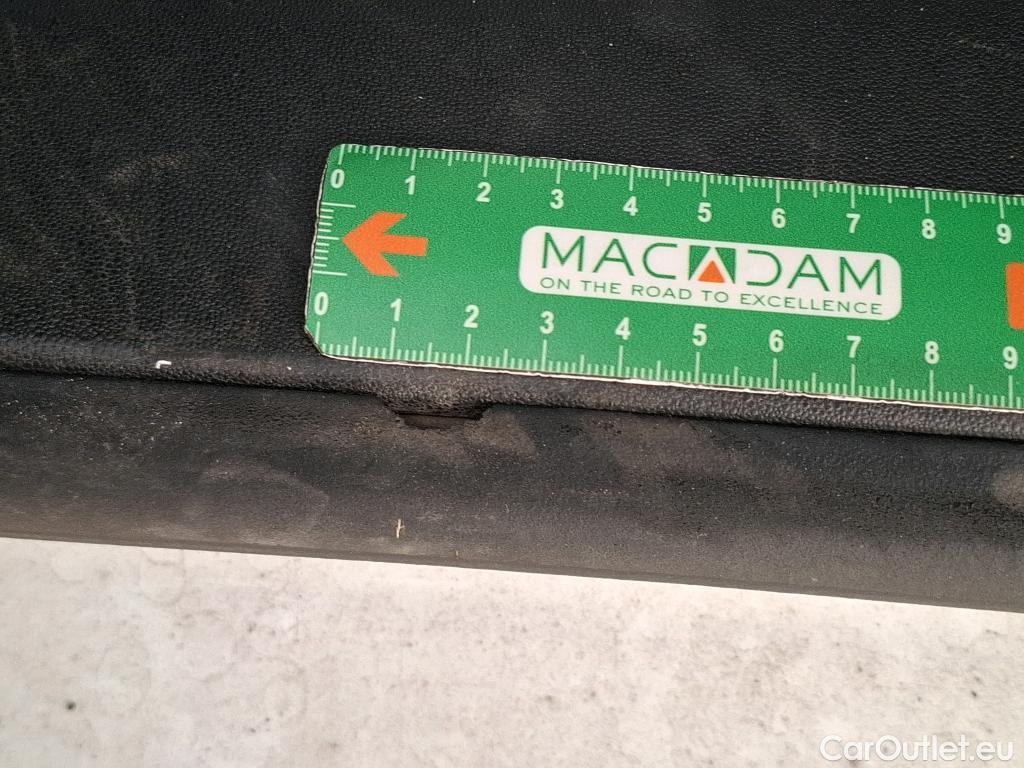 0 1 2 3 4 5 6 7 8 9
MACADAM
ON THE ROAD TO EXCELLENCE
0 1 2 3 4 5 6 7 8 9
CarOutlet.eu